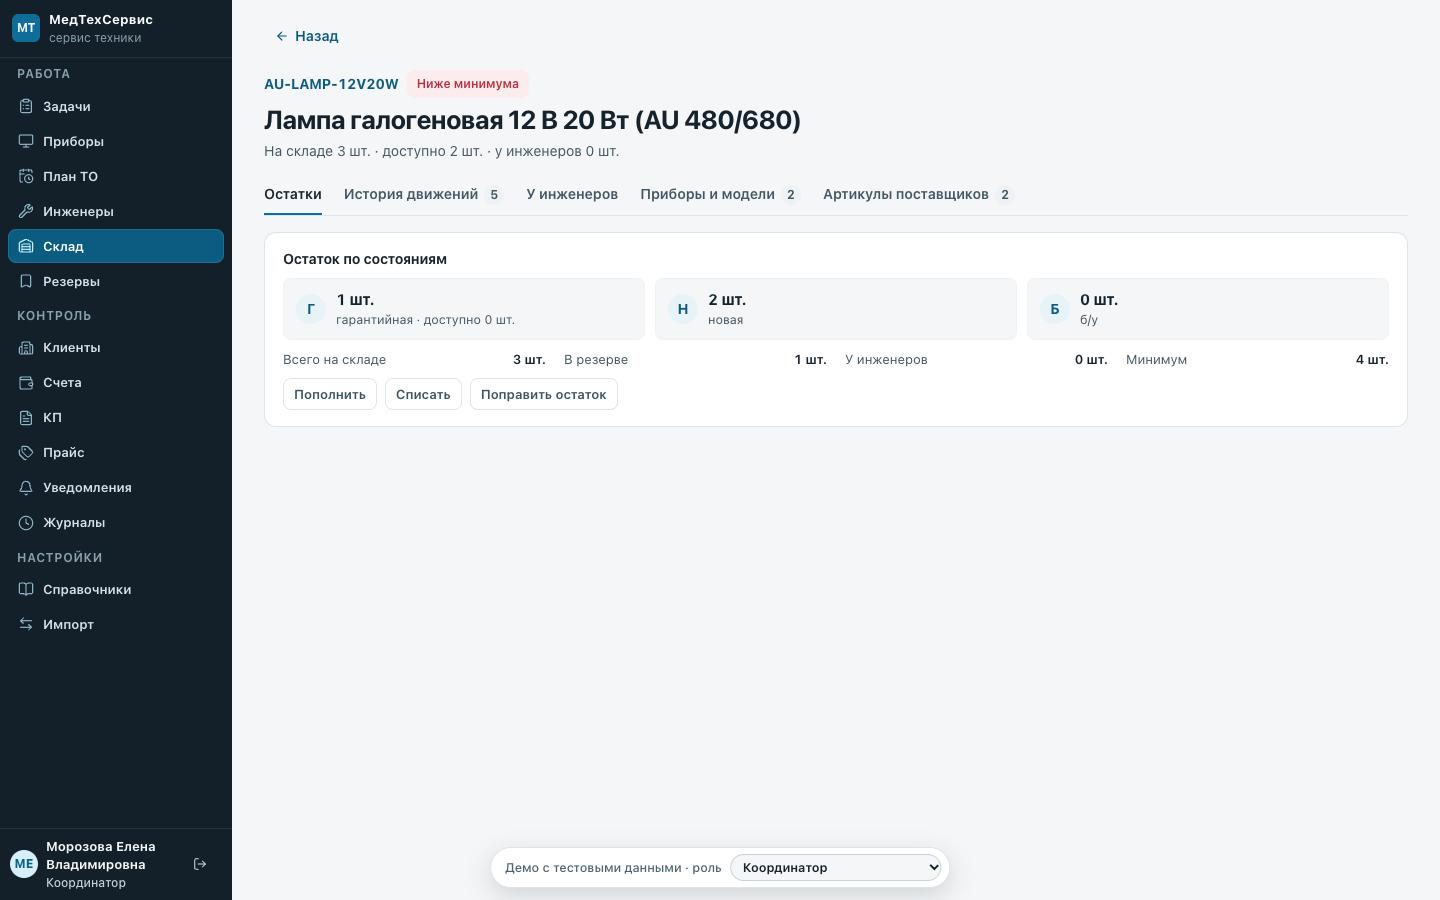 МТ
МедТехСервис
сервис техники
РАБОТА
Задачи
Приборы
План ТО
Инженеры
Склад
Резервы
КОНТРОЛЬ
Клиенты
Счета
КП
Прайс
Уведомления
Журналы
НАСТРОЙКИ
Справочники
Импорт
МЕ
Морозова Елена
Владимировна
Координатор
Назад
AU-LAMP-12V20W Ниже минимума
Лампа галогеновая 12 В 20 Вт (AU 480/680)
На складе 3 шт. · доступно 2 шт. · у инженеров 0 шт.
Остатки История движений 5 У инженеров Приборы и модели 2 Артикулы поставщиков 2
Остаток по состояниям
Г
1 шт.
гарантийная · доступно 0 шт.
Н
2 шт.
новая
Б
0 шт.
б/у
Всего на складе 3 шт. В резерве 1 шт. У инженеров 0 шт. Минимум 4 шт.
Пополнить Списать Поправить остаток
Демо с тестовыми данными · роль Координатор